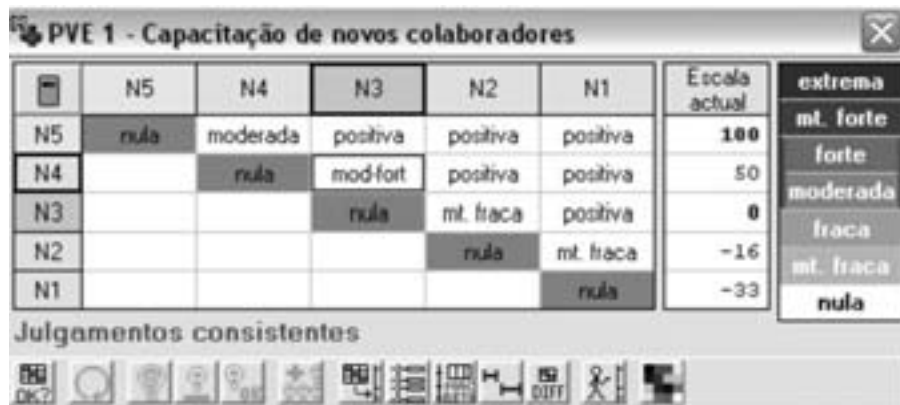 PVE 1 - Capacitação de novos colaboradores
N5 N4 N3 N2 N1 Escala actual
N5 nula moderada positiva positiva positiva 100
N4 nula mod-fort positiva positiva 50
N3 nula mt. fraca positiva 0
N2 nula mt. fraca -16
N1 nula -33
extrema
mt. forte
forte
moderada
fraca
mt. fraca
nula
Julgamentos consistentes
OK?
DIFF